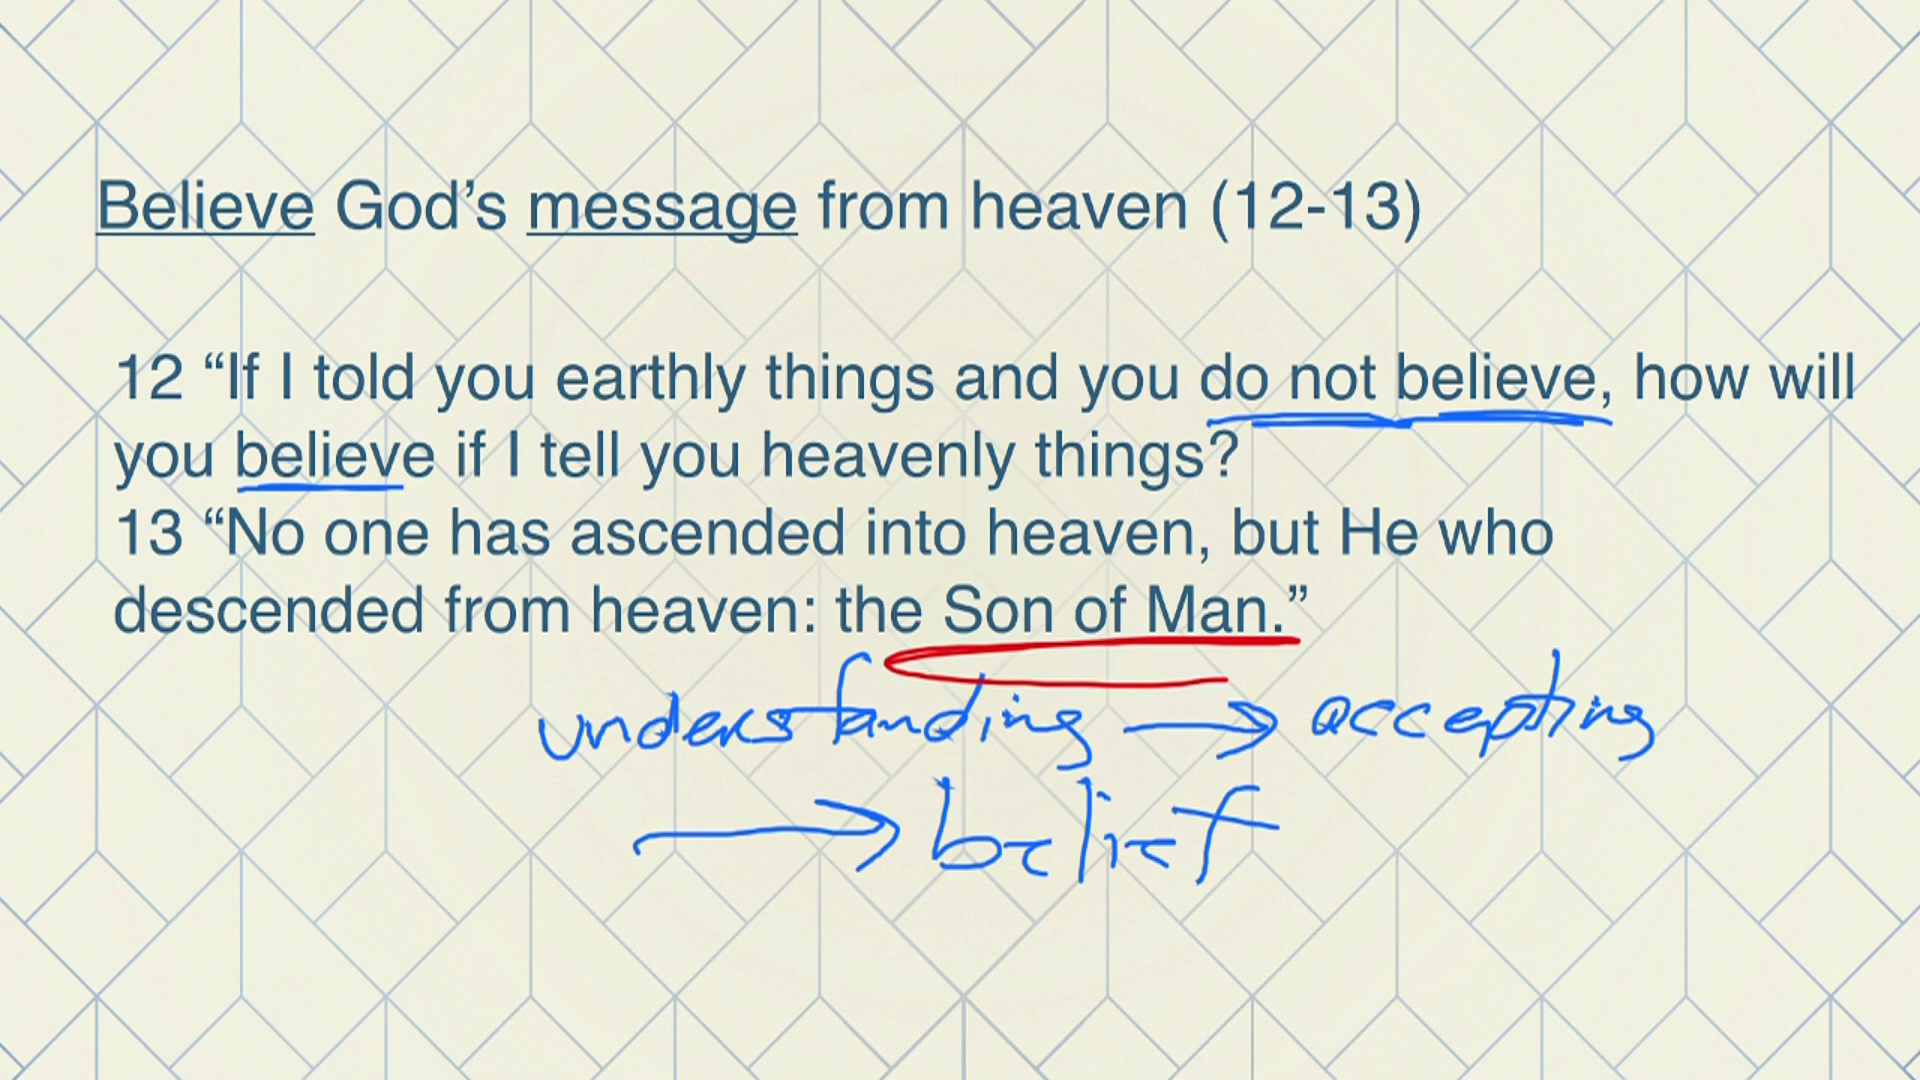 Believe God’s message from heaven (12-13)
12 “If I told you earthly things and you do not believe, how will
you believe if I tell you heavenly things?
13 “No one has ascended into heaven, but He who
descended from heaven: the Son of Man.”
understanding → accepting
→ belief